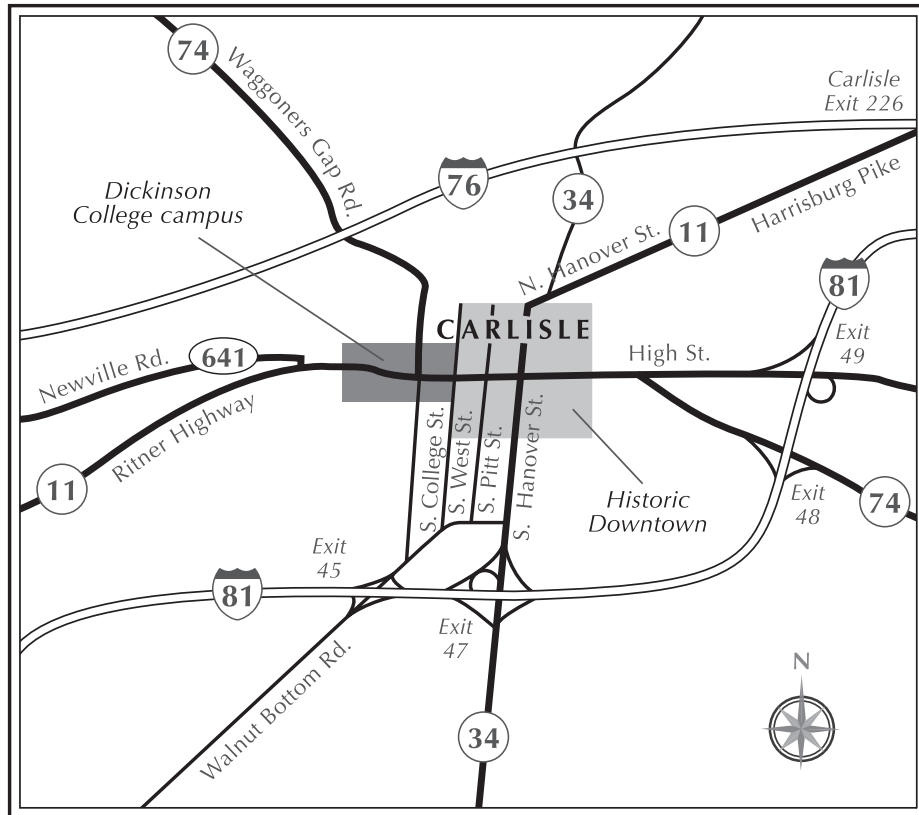 74
Waggoners Gap Rd.
Carlisle
Exit 226
Dickinson
College campus
76
34
N. Hanover St.
11
Harrisburg Pike
81
CARLISLE
Exit
49
High St.
641
Newville Rd.
Ritner Highway
11
S. College St.
S. West St.
S. Pitt St.
S. Hanover St.
Historic
Downtown
Exit
48
74
Exit
45
81
Exit
47
Walnut Bottom Rd.
34
N